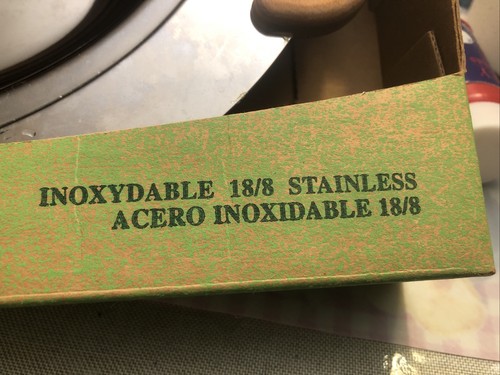 INOXYDABLE 18/8 STAINLESS
ACERO INOXIDABLE 18/8